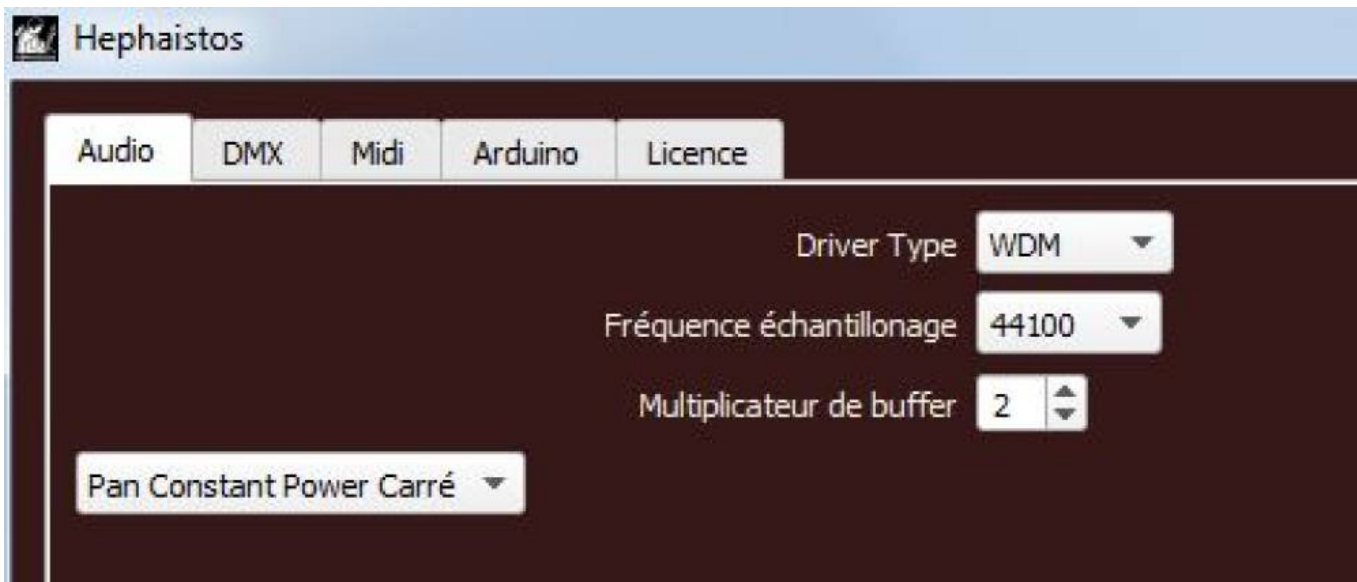 Hephaistos
Audio DMX Midi Arduino Licence
Driver Type WDM
Fréquence échantillonage 44100
Multiplicateur de buffer 2
Pan Constant Power Carré